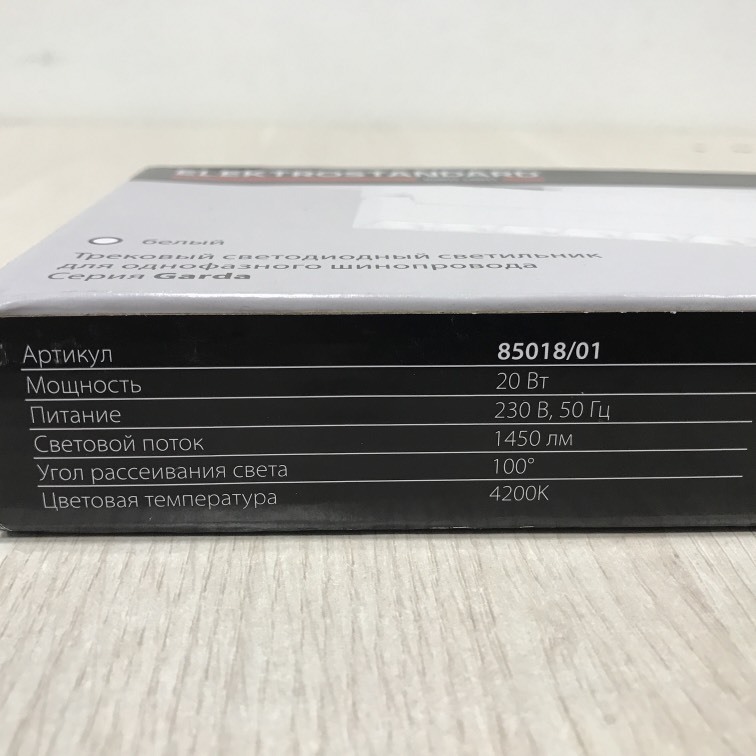 ELEKTROSTANDARD
белый
Трековый светодиодный светильник
для однофазного шинопровода
Серия Garda
Артикул 85018/01
Мощность 20 Вт
Питание 230 В, 50 Гц
Световой поток 1450 лм
Угол рассеивания света 100°
Цветовая температура 4200K